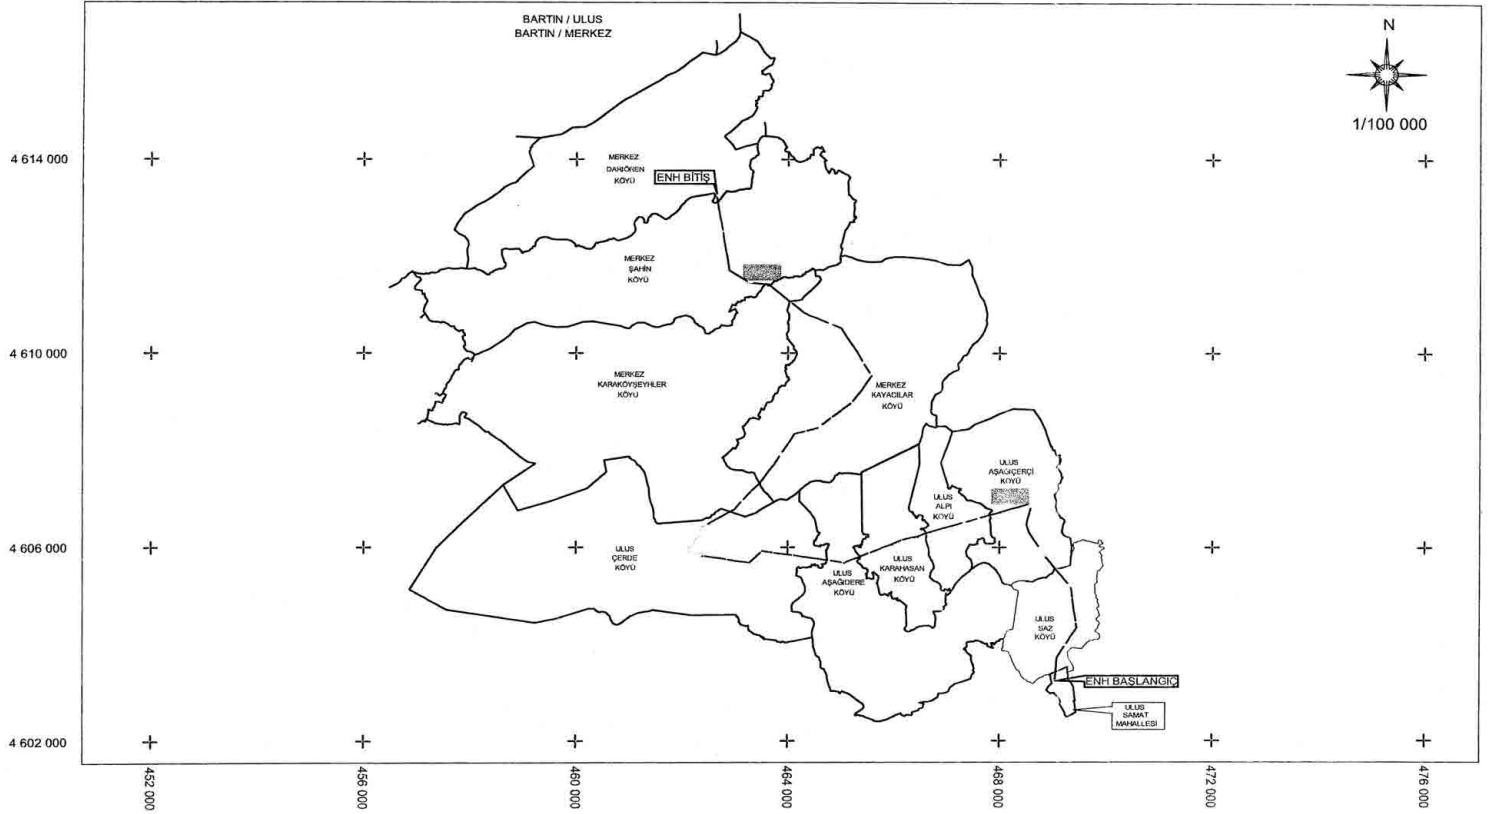 BARTIN / ULUS
BARTIN / MERKEZ
N
1/100 000
4 614 000
4 610 000
4 606 000
4 602 000
MERKEZ
DARIÖREN
KÖYÜ
ENH BİTİŞ
MERKEZ
ŞAHİN
KÖYÜ
MERKEZ
KARAKÖYŞEYHLER
KÖYÜ
MERKEZ
KAYACILAR
KÖYÜ
ULUS
AŞAĞIÇERÇİ
KÖYÜ
ULUS
ALPI
KÖYÜ
ULUS
ÇERDE
KÖYÜ
ULUS
AŞAĞIDERE
KÖYÜ
ULUS
KARAHASAN
KÖYÜ
ULUS
SAZ
KÖYÜ
ENH BAŞLANGIÇ
ULUS
SAMAT
MAHALLESİ
452 000
456 000
460 000
464 000
468 000
472 000
476 000